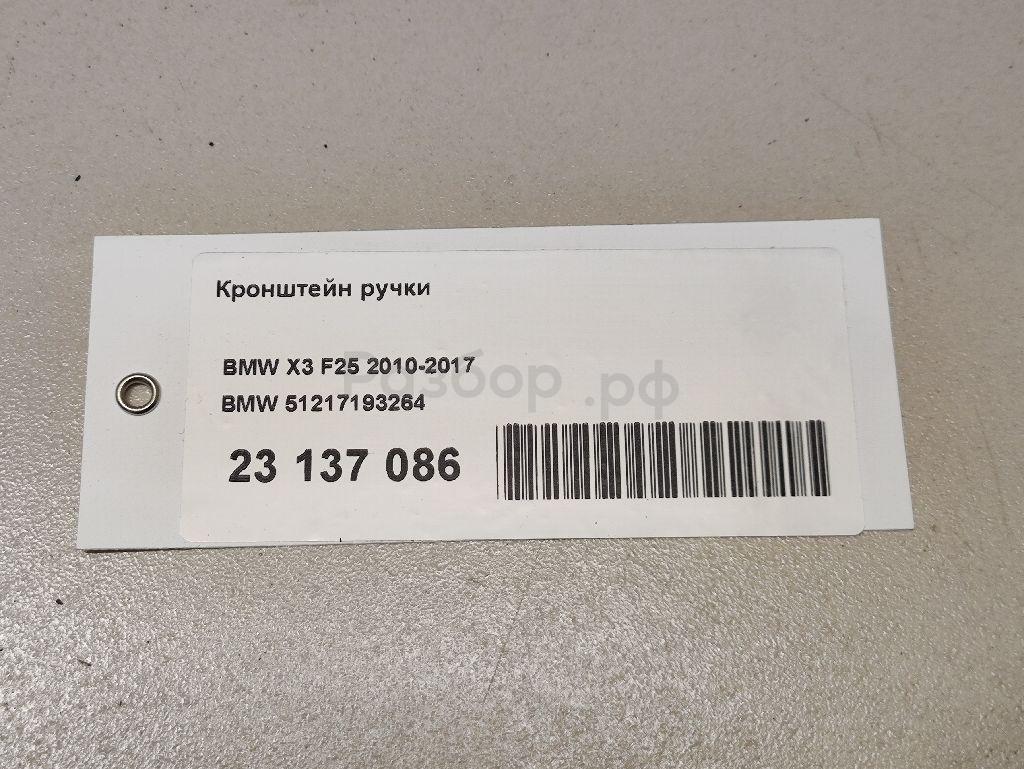 Кронштейн ручки
BMW X3 F25 2010-2017
BMW 51217193264
23 137 086
Разбор.рф